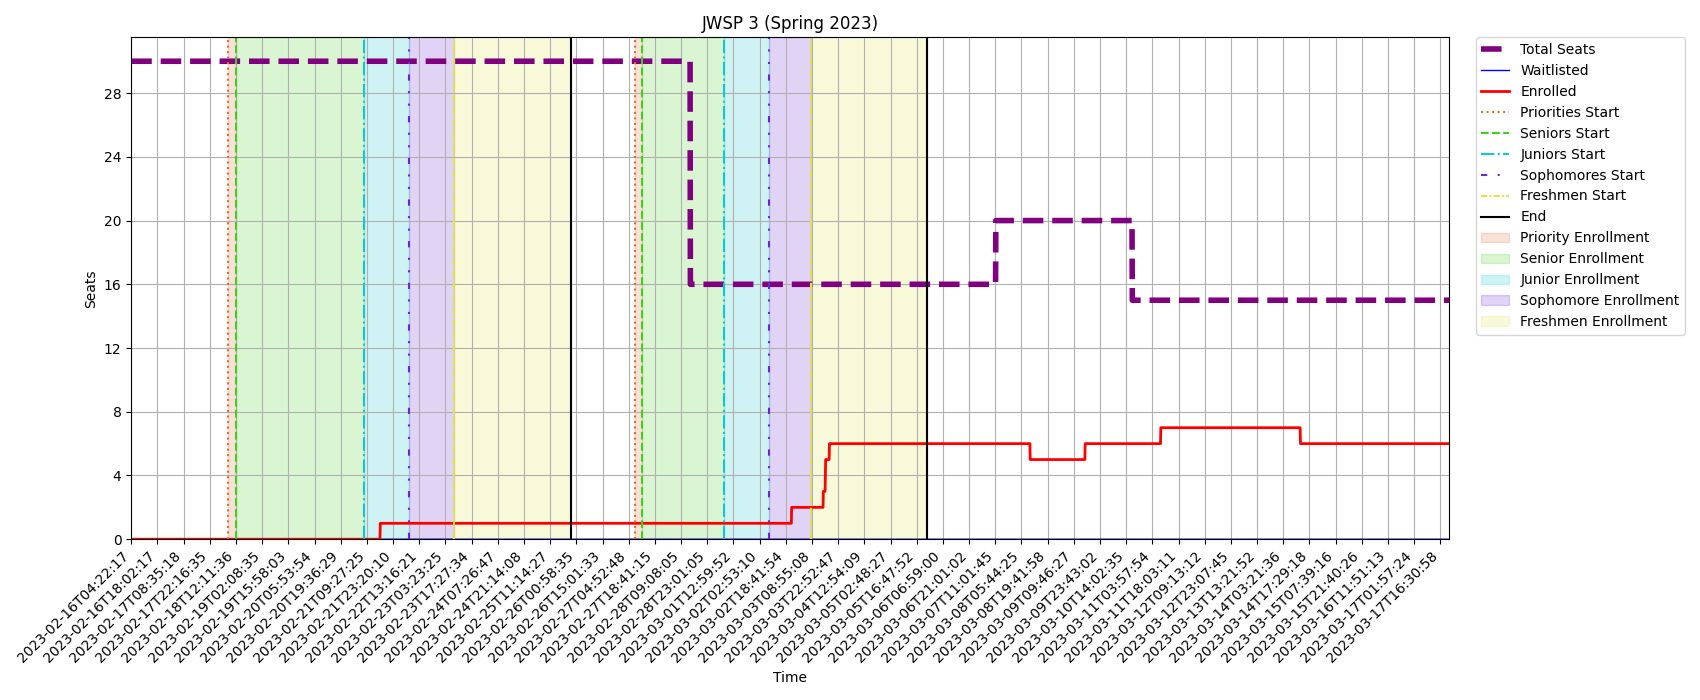 JWSP 3 (Spring 2023)
Seats
28
24
20
16
12
8
4
0
2023-02-16T04:22:17
2023-02-16T18:02:17
2023-02-17T08:35:18
2023-02-17T22:16:35
2023-02-18T12:11:36
2023-02-19T02:08:35
2023-02-19T15:58:03
2023-02-20T05:53:54
2023-02-20T19:36:29
2023-02-21T09:27:25
2023-02-21T23:20:10
2023-02-22T13:16:21
2023-02-23T03:23:25
2023-02-23T17:27:34
2023-02-24T07:26:47
2023-02-24T21:14:08
2023-02-25T11:14:27
2023-02-26T00:58:35
2023-02-26T15:01:33
2023-02-27T04:52:48
2023-02-27T18:41:15
2023-02-28T09:08:05
2023-02-28T23:01:05
2023-03-01T12:59:52
2023-03-02T02:53:10
2023-03-02T18:41:54
2023-03-03T08:55:08
2023-03-03T22:52:47
2023-03-04T12:54:09
2023-03-05T02:48:27
2023-03-05T16:47:52
2023-03-06T06:59:00
2023-03-06T21:01:02
2023-03-07T11:01:45
2023-03-08T05:44:25
2023-03-08T19:41:58
2023-03-09T09:46:27
2023-03-09T23:43:02
2023-03-10T14:02:35
2023-03-11T03:57:54
2023-03-11T18:03:11
2023-03-12T09:13:12
2023-03-12T23:07:45
2023-03-13T13:21:52
2023-03-14T03:21:36
2023-03-14T17:29:18
2023-03-15T07:39:16
2023-03-15T21:40:26
2023-03-16T11:51:13
2023-03-17T01:57:24
2023-03-17T16:30:58
Time
Total Seats
Waitlisted
Enrolled
Priorities Start
Seniors Start
Juniors Start
Sophomores Start
Freshmen Start
End
Priority Enrollment
Senior Enrollment
Junior Enrollment
Sophomore Enrollment
Freshmen Enrollment